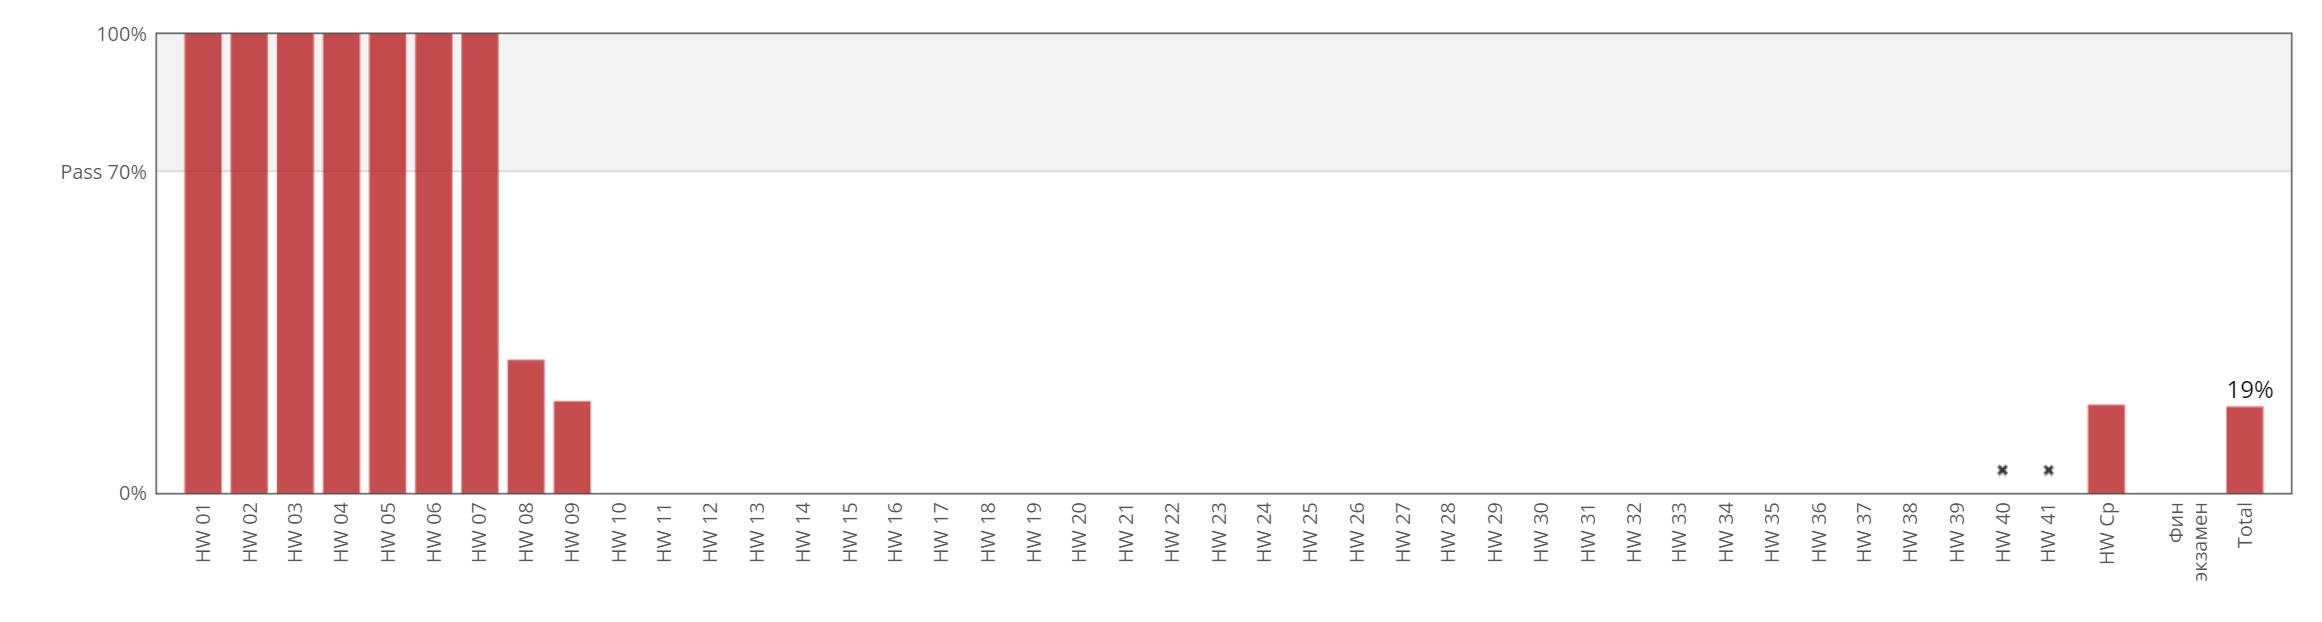 100%
Pass 70%
0%
19%
HW 01
HW 02
HW 03
HW 04
HW 05
HW 06
HW 07
HW 08
HW 09
HW 10
HW 11
HW 12
HW 13
HW 14
HW 15
HW 16
HW 17
HW 18
HW 19
HW 20
HW 21
HW 22
HW 23
HW 24
HW 25
HW 26
HW 27
HW 28
HW 29
HW 30
HW 31
HW 32
HW 33
HW 34
HW 35
HW 36
HW 37
HW 38
HW 39
HW 40
HW 41
HW Ср
Фин
экзамен
Total